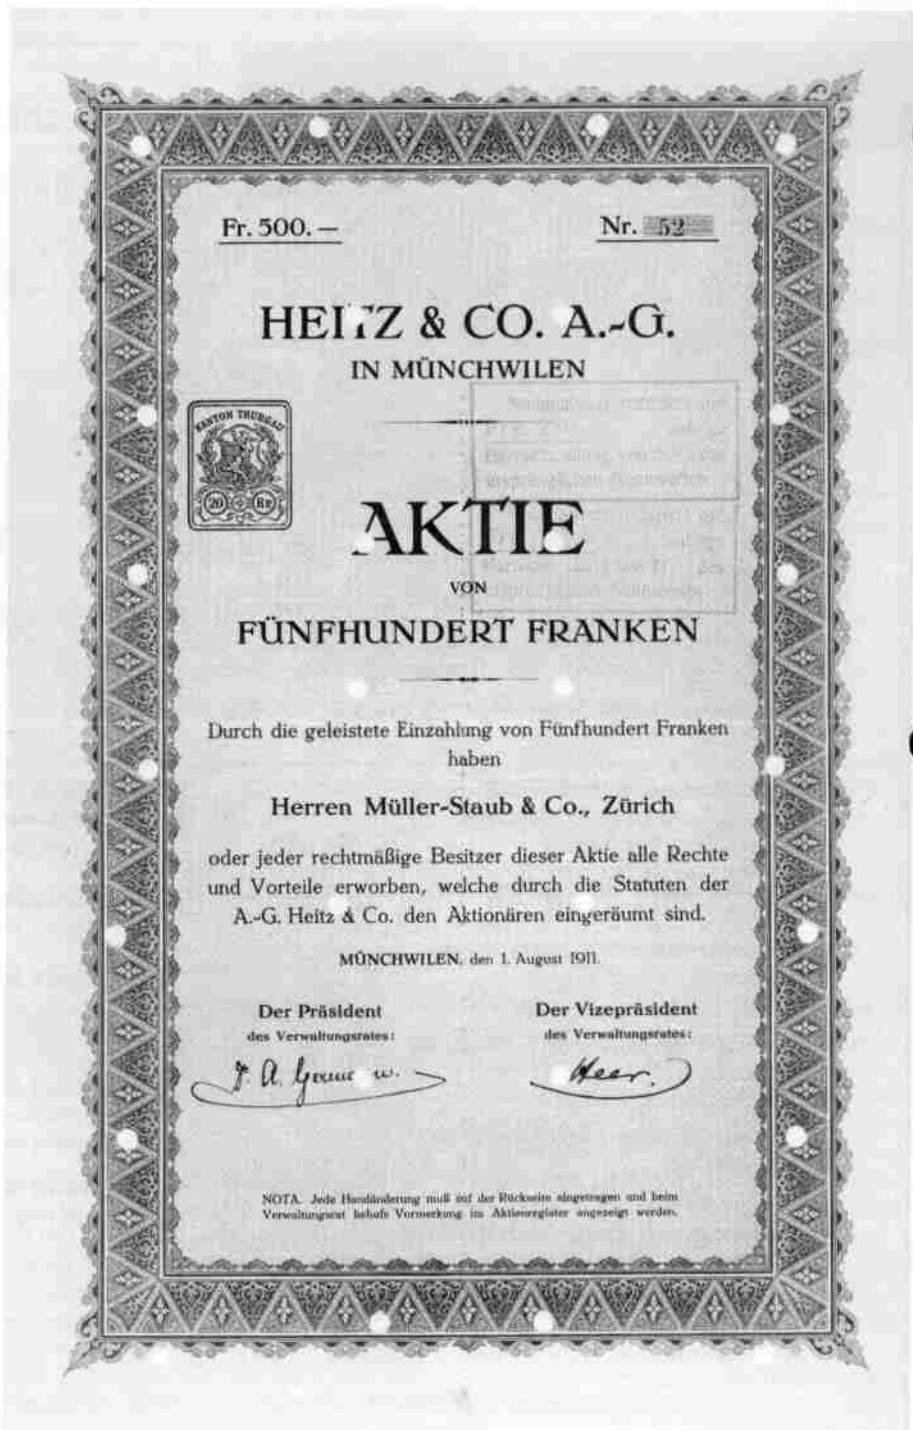 Fr. 500.—
Nr. 52
HEITZ & CO. A.-G.
IN MÜNCHWILEN
KANTON THURGAU
20 Rp
AKTIE
VON
FÜNFHUNDERT FRANKEN
Durch die geleistete Einzahlung von Fünfhundert Franken
haben
Herren Müller-Staub & Co., Zürich
oder jeder rechtmäßige Besitzer dieser Aktie alle Rechte
und Vorteile erworben, welche durch die Statuten der
A.-G. Heitz & Co. den Aktionären eingeräumt sind.
MÜNCHWILEN, den 1. August 1911.
Der Präsident
des Verwaltungsrates:
Der Vizepräsident
des Verwaltungsrates:
Heer.
NOTA. Jede Handänderung muß auf der Rückseite eingetragen und beim
Verwaltungsrat behufs Vormerkung im Aktienregister angezeigt werden.